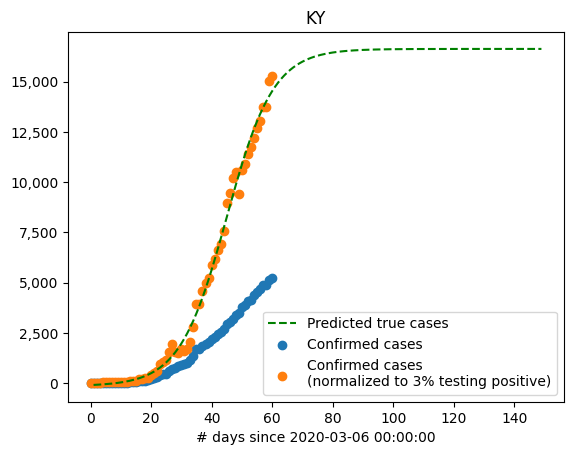 KY
15,000
12,500
10,000
7,500
5,000
2,500
0
Predicted true cases
Confirmed cases
Confirmed cases
(normalized to 3% testing positive)
0 20 40 60 80 100 120 140
# days since 2020-03-06 00:00:00